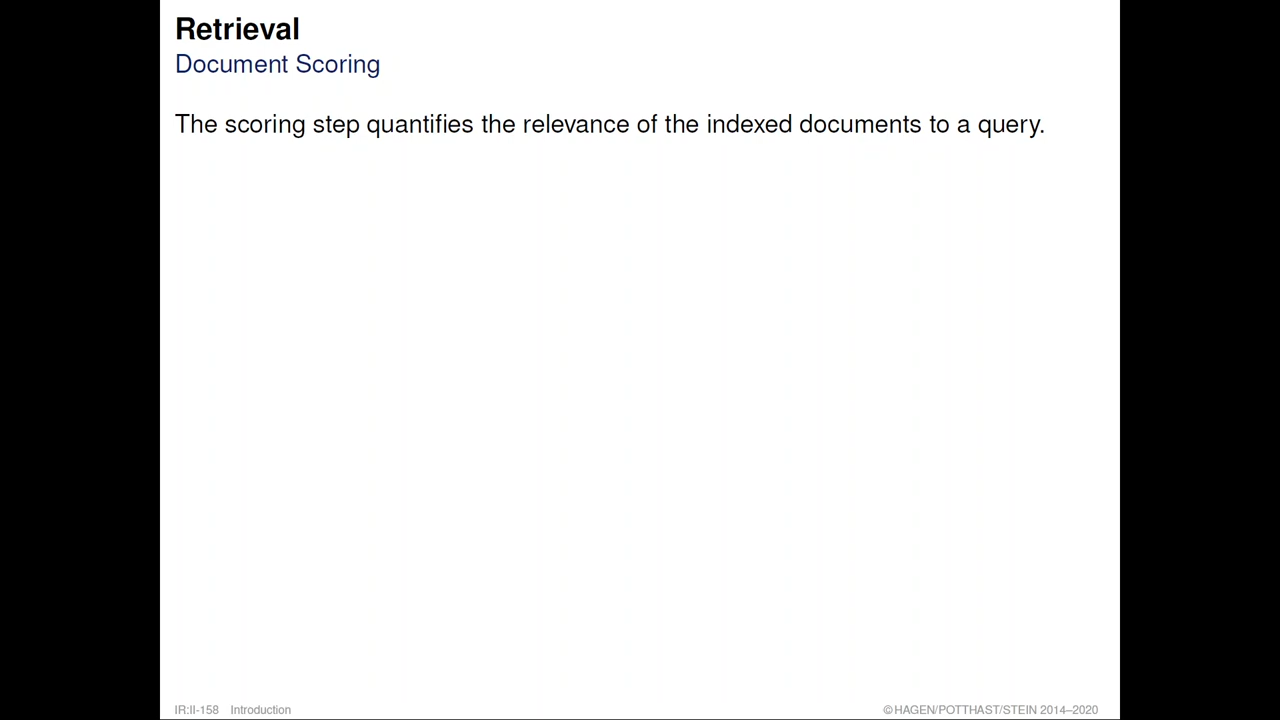 Retrieval
Document Scoring
The scoring step quantifies the relevance of the indexed documents to a query.
IR:II-158 Introduction
©HAGEN/POTTHAST/STEIN 2014–2020